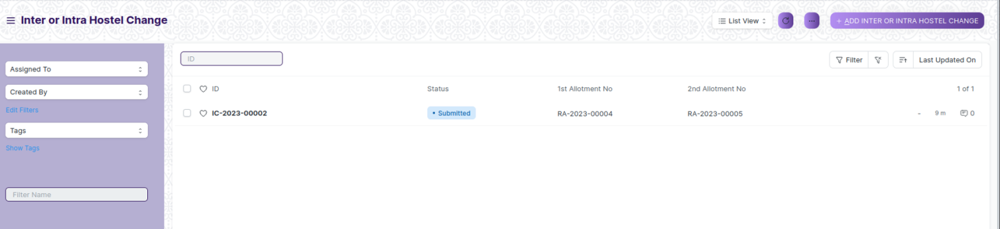 Inter or Intra Hostel Change
List View
+ ADD INTER OR INTRA HOSTEL CHANGE
Assigned To
Created By
Edit Filters
Tags
Show Tags
Filter Name
ID
Filter
Last Updated On
ID Status 1st Allotment No 2nd Allotment No 1 of 1
IC-2023-00002 • Submitted RA-2023-00004 RA-2023-00005 - 9 m 0